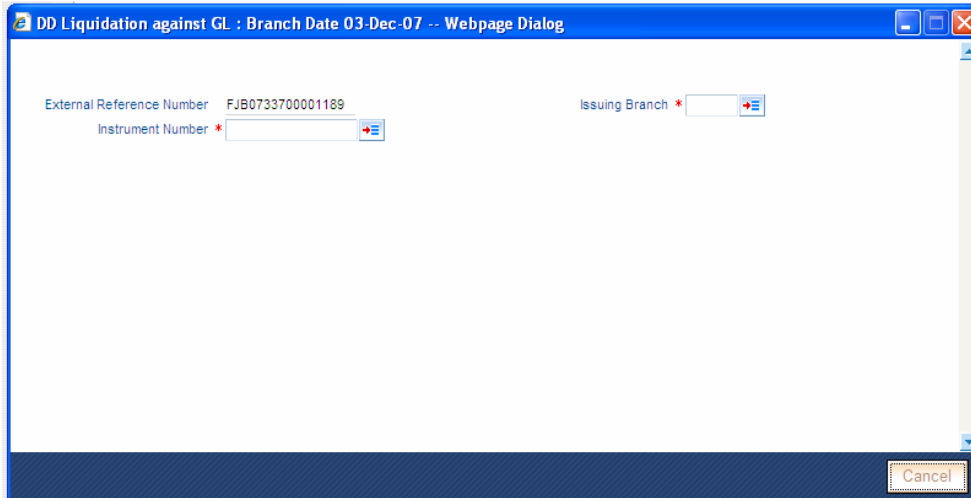 DD Liquidation against GL : Branch Date 03-Dec-07 -- Webpage Dialog
External Reference Number FJB0733700001189 Issuing Branch *
Instrument Number *
Cancel